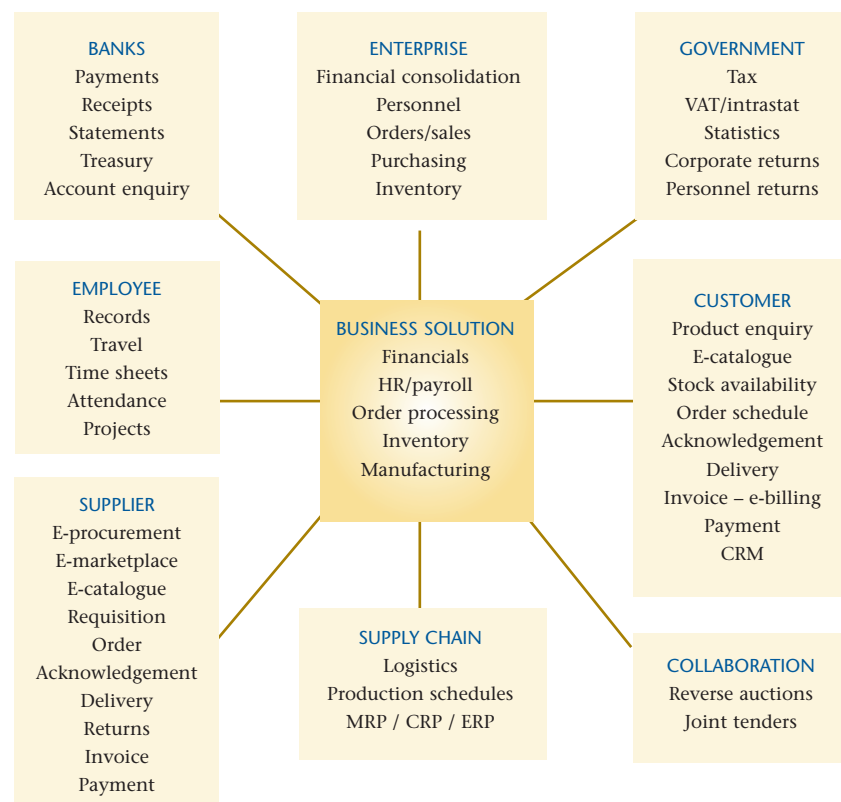 BANKS
Payments
Receipts
Statements
Treasury
Account enquiry
ENTERPRISE
Financial consolidation
Personnel
Orders/sales
Purchasing
Inventory
GOVERNMENT
Tax
VAT/intrastat
Statistics
Corporate returns
Personnel returns
EMPLOYEE
Records
Travel
Time sheets
Attendance
Projects
BUSINESS SOLUTION
Financials
HR/payroll
Order processing
Inventory
Manufacturing
CUSTOMER
Product enquiry
E-catalogue
Stock availability
Order schedule
Acknowledgement
Delivery
Invoice – e-billing
Payment
CRM
SUPPLIER
E-procurement
E-marketplace
E-catalogue
Requisition
Order
Acknowledgement
Delivery
Returns
Invoice
Payment
SUPPLY CHAIN
Logistics
Production schedules
MRP / CRP / ERP
COLLABORATION
Reverse auctions
Joint tenders